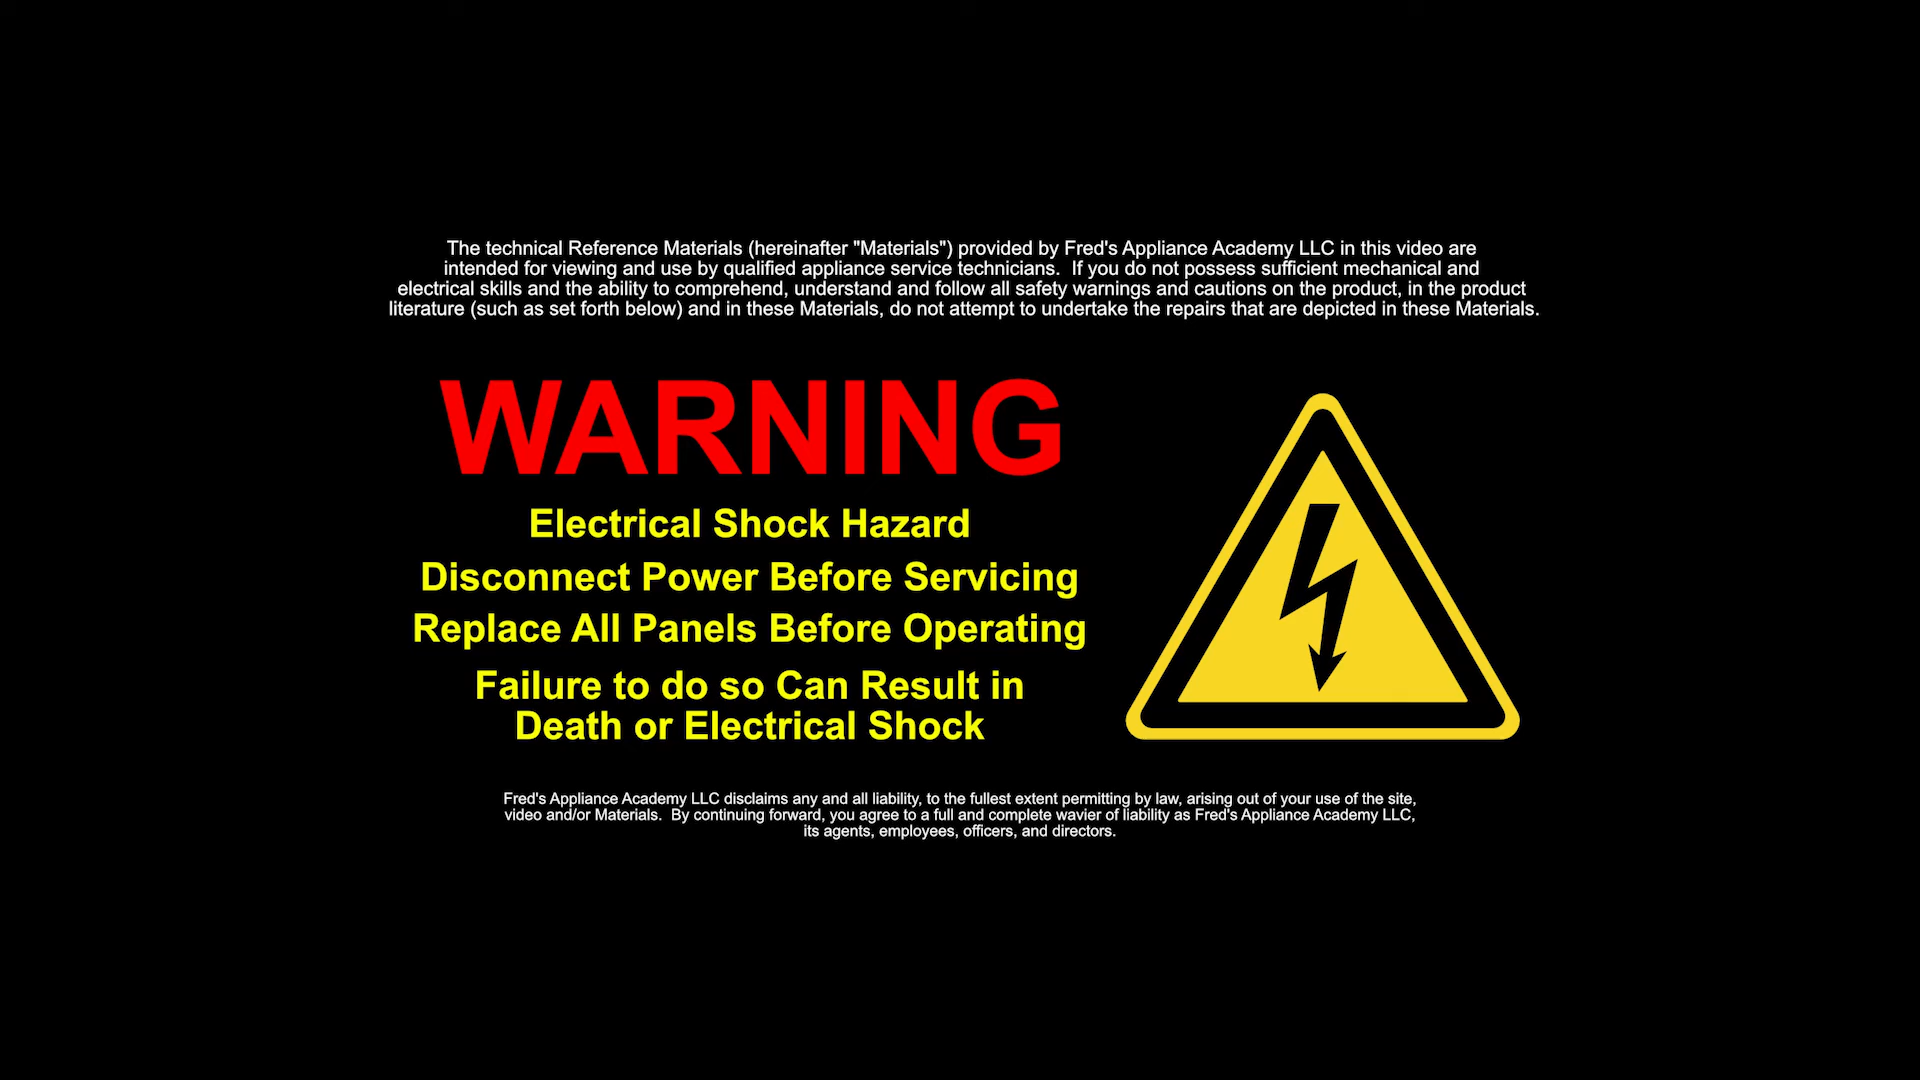 The technical Reference Materials (hereinafter "Materials") provided by Fred's Appliance Academy LLC in this video are
intended for viewing and use by qualified appliance service technicians.  If you do not possess sufficient mechanical and
electrical skills and the ability to comprehend, understand and follow all safety warnings and cautions on the product, in the product
literature (such as set forth below) and in these Materials, do not attempt to undertake the repairs that are depicted in these Materials.
WARNING
Electrical Shock Hazard
Disconnect Power Before Servicing
Replace All Panels Before Operating
Failure to do so Can Result in
Death or Electrical Shock
Fred's Appliance Academy LLC disclaims any and all liability, to the fullest extent permitting by law, arising out of your use of the site,
video and/or Materials.  By continuing forward, you agree to a full and complete wavier of liability as Fred's Appliance Academy LLC,
its agents, employees, officers, and directors.